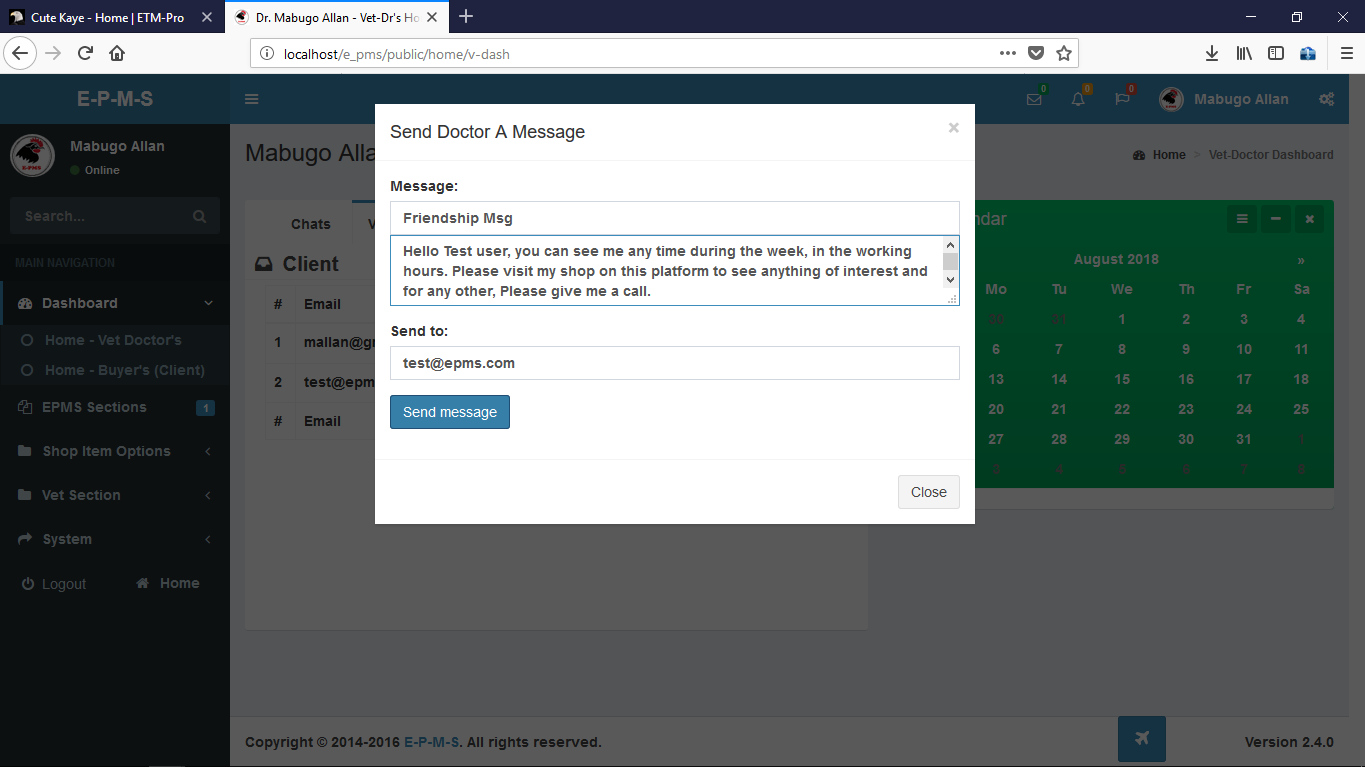 Cute Kaye - Home | ETM-Pro
Dr. Mabugo Allan - Vet-Dr's Ho
localhost/e_pms/public/home/v-dash
E-P-M-S
0
0
0
Mabugo Allan
Mabugo Allan
Online
E-PMS
Search...
MAIN NAVIGATION
Dashboard
Home - Vet Doctor's
Home - Buyer's (Client)
EPMS Sections
1
Shop Item Options
Vet Section
System
Logout
Home
Mabugo Alla
Home > Vet-Doctor Dashboard
Chats
Client
# Email
1 mallan@g
2 test@epm
# Email
Send Doctor A Message
×
Message:
Friendship Msg
Hello Test user, you can see me any time during the week, in the working
hours. Please visit my shop on this platform to see anything of interest and
for any other, Please give me a call.
Send to:
test@epms.com
Send message
Close
ndar
August 2018 »
Mo Tu We Th Fr Sa
30 31 1 2 3 4
6 7 8 9 10 11
13 14 15 16 17 18
20 21 22 23 24 25
27 28 29 30 31 1
3 4 5 6 7 8
Copyright © 2014-2016 E-P-M-S. All rights reserved.
Version 2.4.0